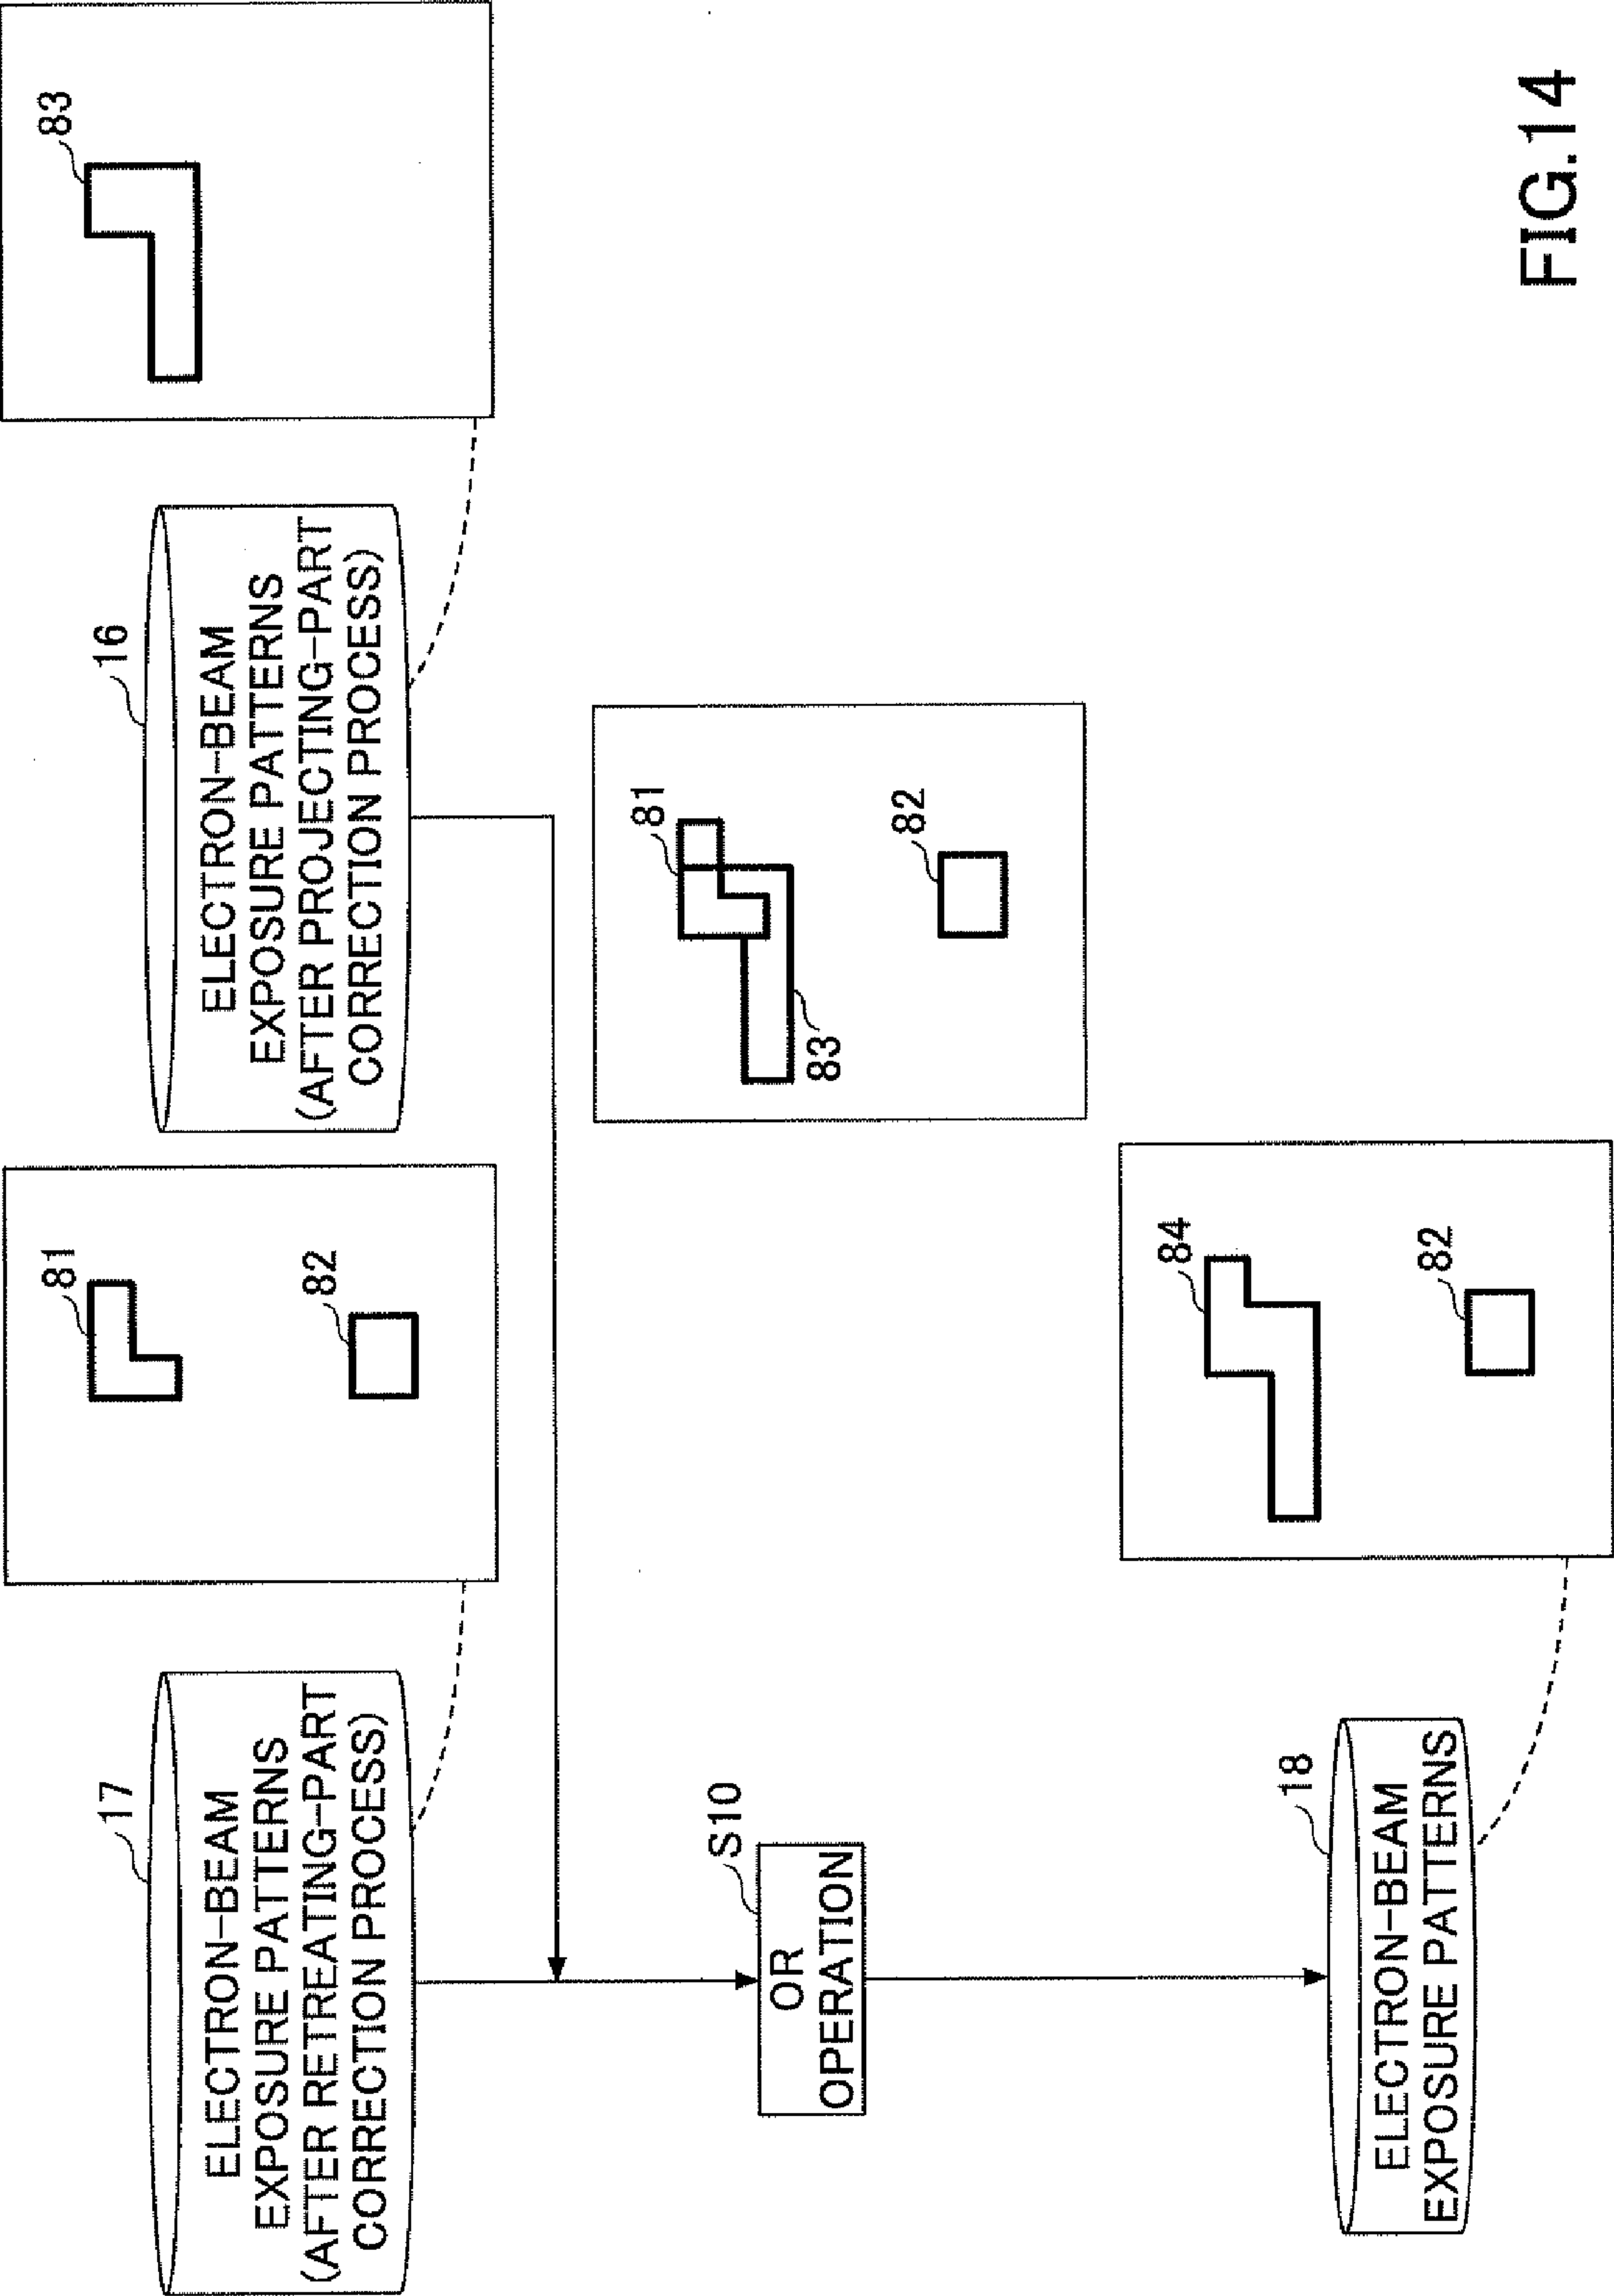 17
ELECTRON-BEAM
EXPOSURE PATTERNS
(AFTER RETREATING-PART
CORRECTION PROCESS)
81
82
16
ELECTRON-BEAM
EXPOSURE PATTERNS
(AFTER PROJECTING-PART
CORRECTION PROCESS)
83
81
83
82
S10
OR
OPERATION
18
ELECTRON-BEAM
EXPOSURE PATTERNS
84
82
FIG.14